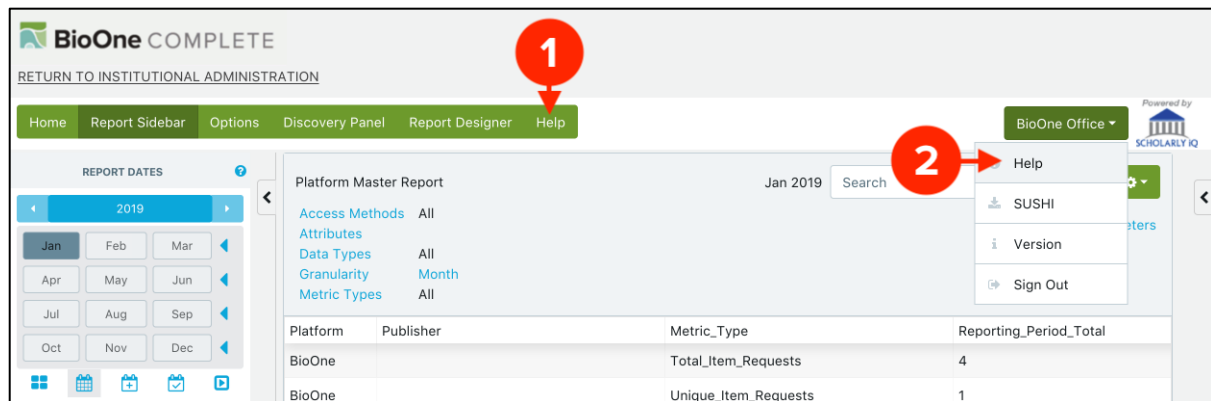 BioOne COMPLETE
RETURN TO INSTITUTIONAL ADMINISTRATION
1
Home Report Sidebar Options Discovery Panel Report Designer Help
BioOne Office
Powered by
SCHOLARLY iQ
REPORT DATES
2019
Jan Feb Mar
Apr May Jun
Jul Aug Sep
Oct Nov Dec
Platform Master Report Jan 2019 Search
2
Help
SUSHI
Version
Sign Out
Access Methods All
Attributes
Data Types All
Granularity Month
Metric Types All
Platform Publisher Metric_Type Reporting_Period_Total
BioOne Total_Item_Requests 4
BioOne Unique_Item_Requests 1